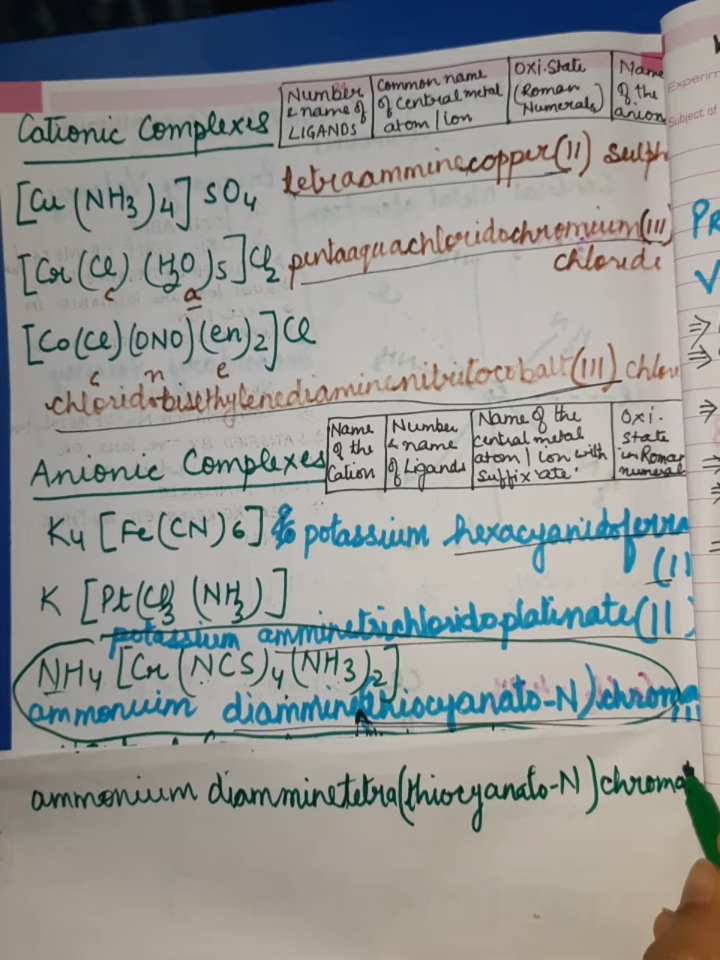 Number & name of LIGANDS
Common name of Central metal atom / ion
Oxi. State (Roman Numerals)
Name of the anion
Cationic Complexes
[Cu(NH3)4]SO4
tetraamminecopper(II) sulph
[Cr(Cl)(H2O)5]Cl2
pentaaquachloridochromium(III)
chloride
c a
[Co(Cl)(ONO)(en)2]Cl
c n e
chloridobisethylenediaminenitritocobalt(III) chlo
Name of the Cation
Number & name of Ligands
Name of the central metal atom / ion with suffix 'ate'
Oxi. State in Roman numeral
Anionic Complexes
K4[Fe(CN)6]
potassium hexacyanidoferra
(II
K[Pt(Cl)3(NH3)]
potassium amminetrichloridoplatinate(II)
NH4[Cr(NCS)4(NH3)2]
ammonium diammine(thiocyanato-N)chroma
ammonium diamminetetra(thiocyanato-N)chroma
Experim
Subject of